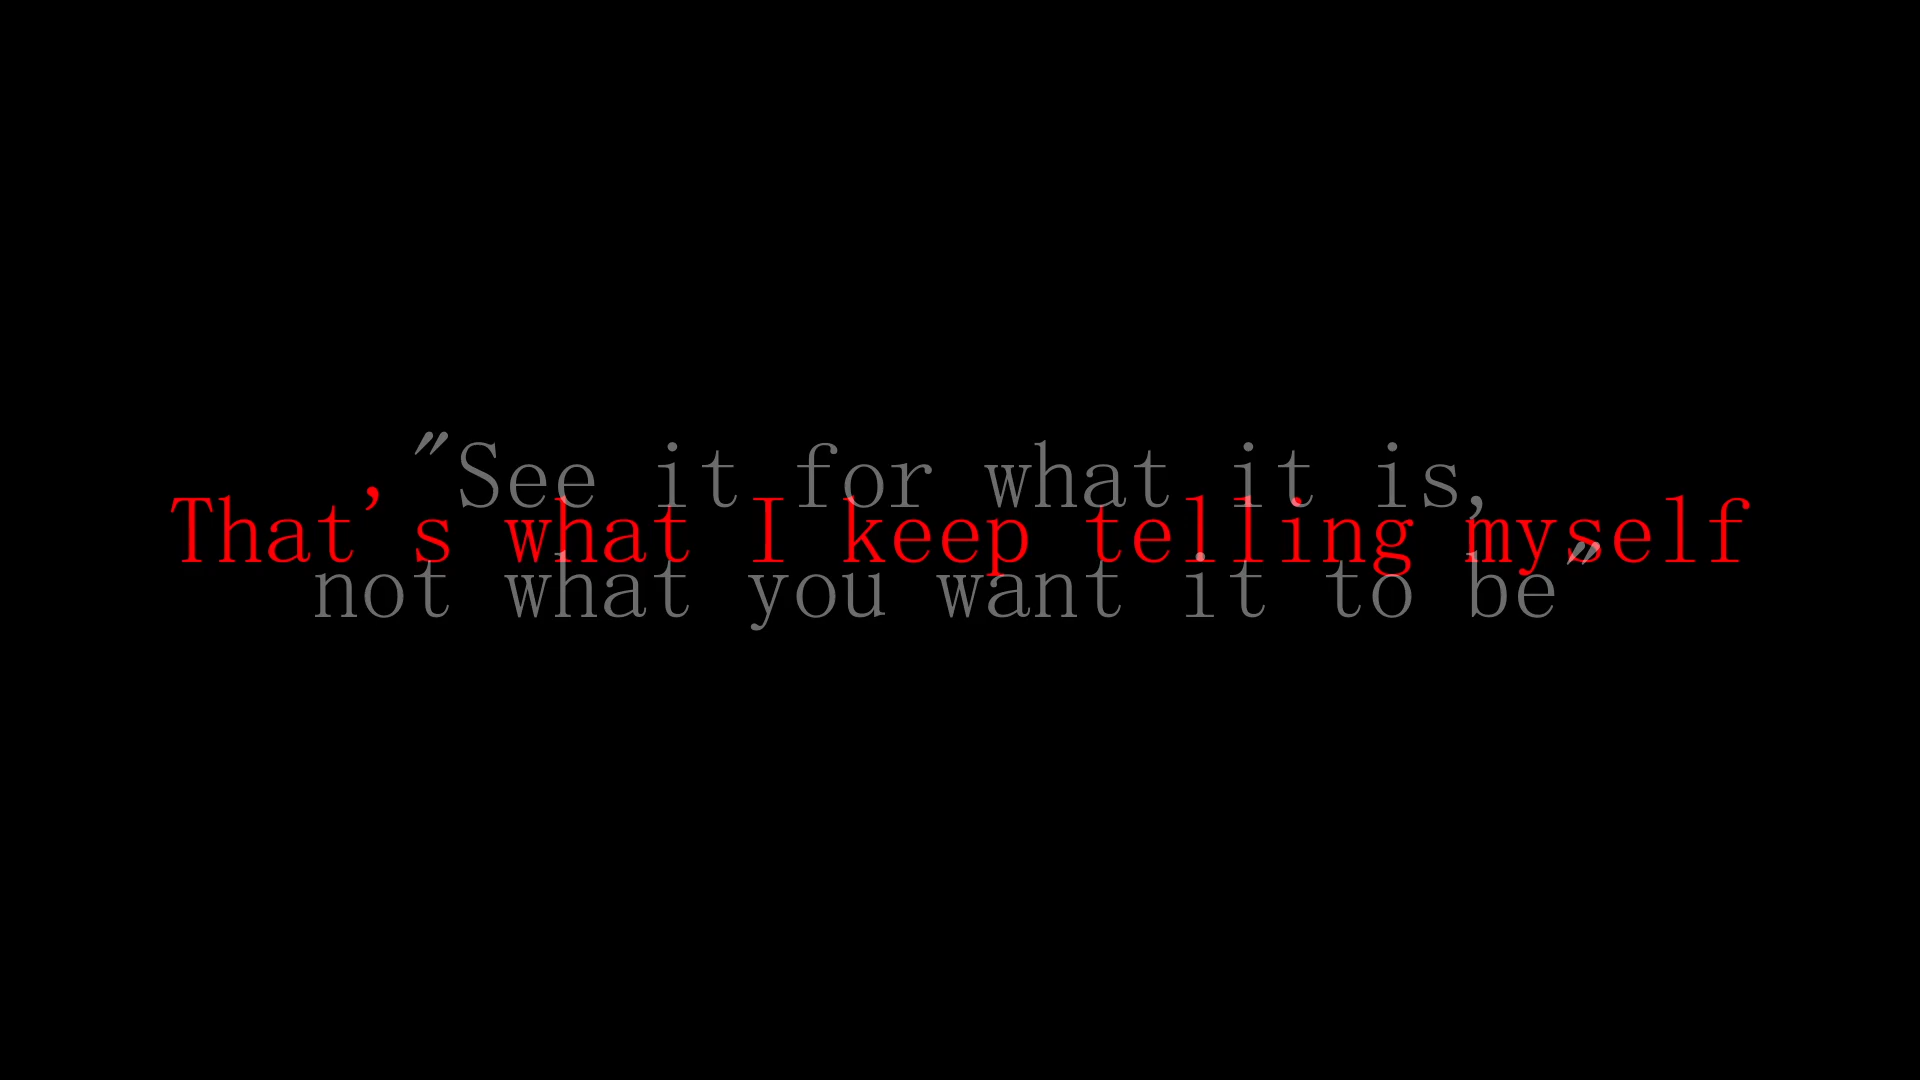 "See it for what it is,
That's what I keep telling myself
not what you want it to be"